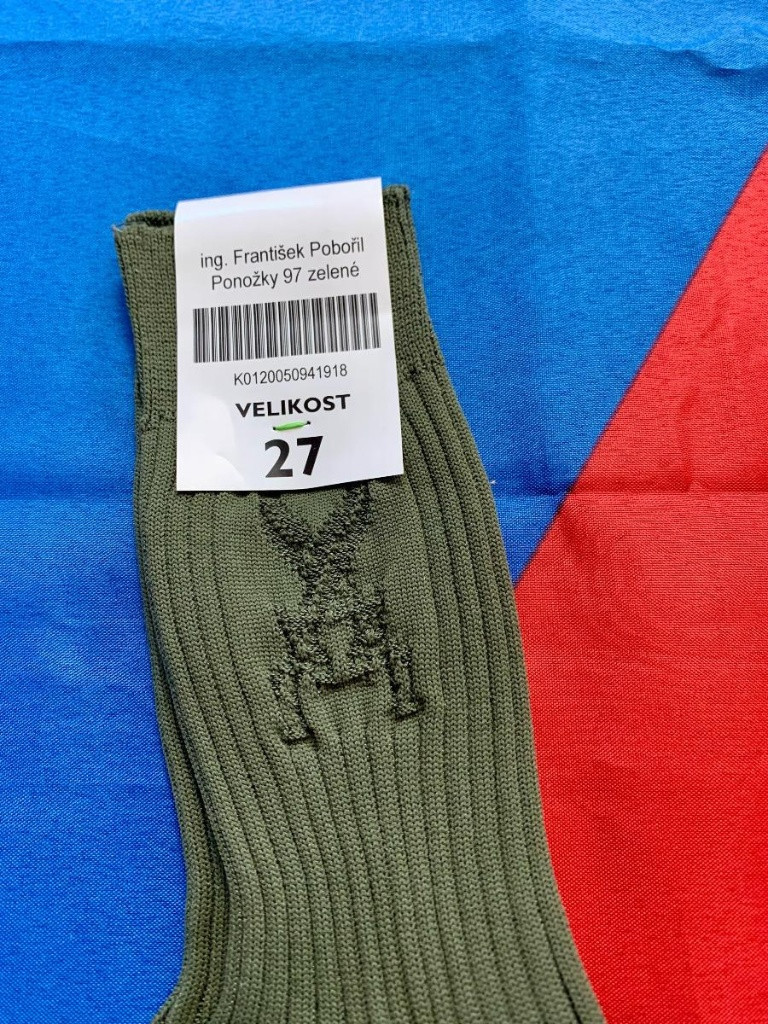 ing. František Pobořil
Ponožky 97 zelené
K0120050941918
VELIKOST
27